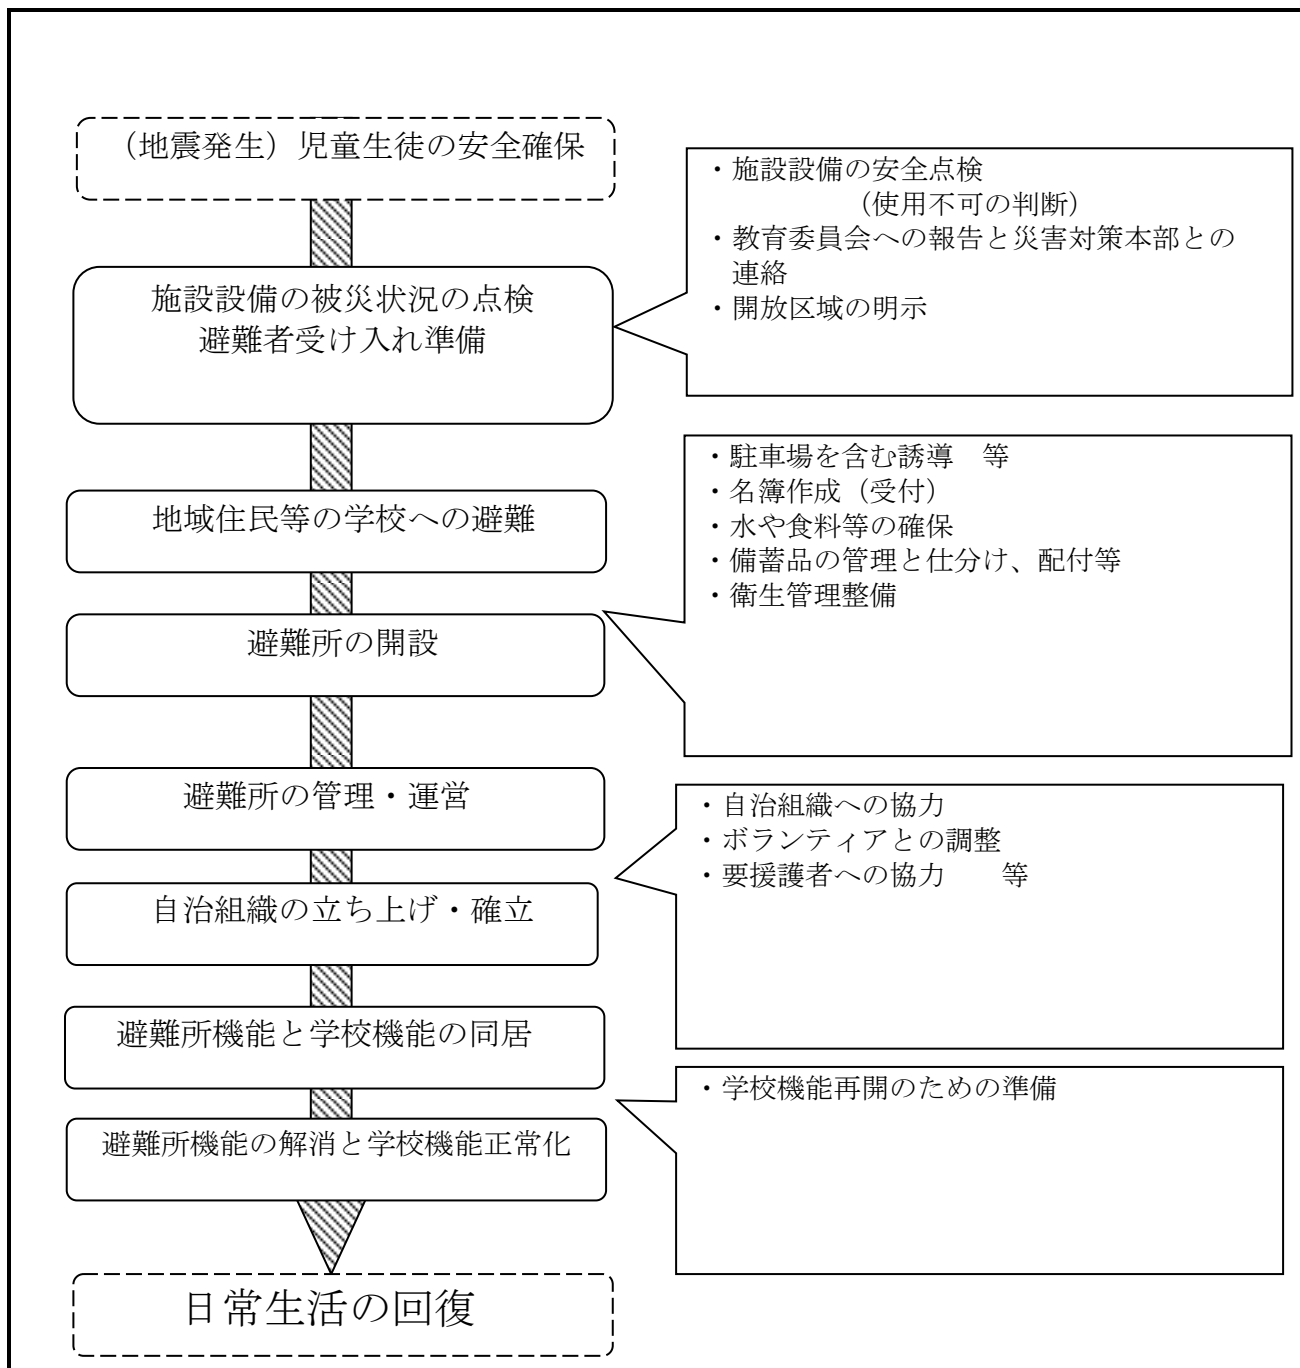 （地震発生）児童生徒の安全確保
・施設設備の安全点検
（使用不可の判断）
・教育委員会への報告と災害対策本部との
連絡
・開放区域の明示
施設設備の被災状況の点検
避難者受け入れ準備
・駐車場を含む誘導　等
・名簿作成（受付）
・水や食料等の確保
・備蓄品の管理と仕分け、配付等
・衛生管理整備
地域住民等の学校への避難
避難所の開設
避難所の管理・運営
・自治組織への協力
・ボランティアとの調整
・要援護者への協力　　等
自治組織の立ち上げ・確立
避難所機能と学校機能の同居
・学校機能再開のための準備
避難所機能の解消と学校機能正常化
日常生活の回復